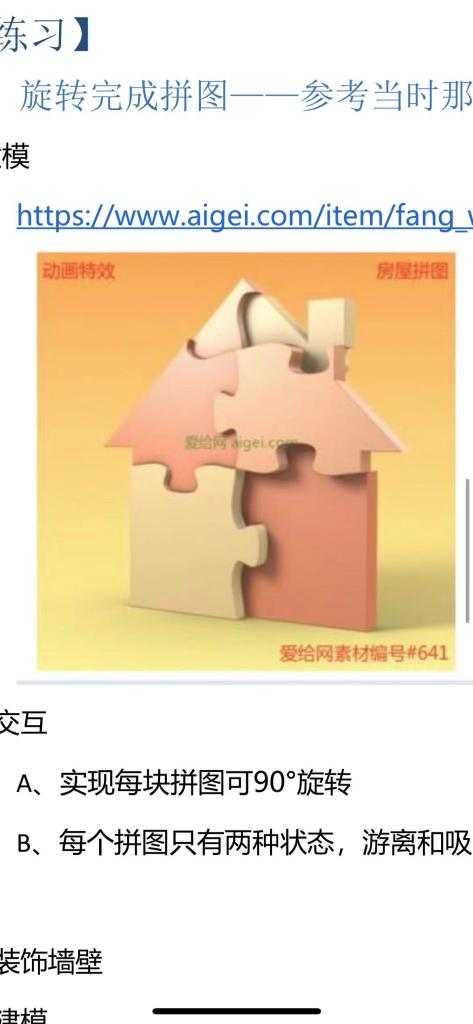 练习】
旋转完成拼图——参考当时那
模
https://www.aigei.com/item/fang_
动画特效
房屋拼图
爱给网 aigei.com
爱给网素材编号#641
交互
A、实现每块拼图可90°旋转
B、每个拼图只有两种状态，游离和吸
装饰墙壁
建模